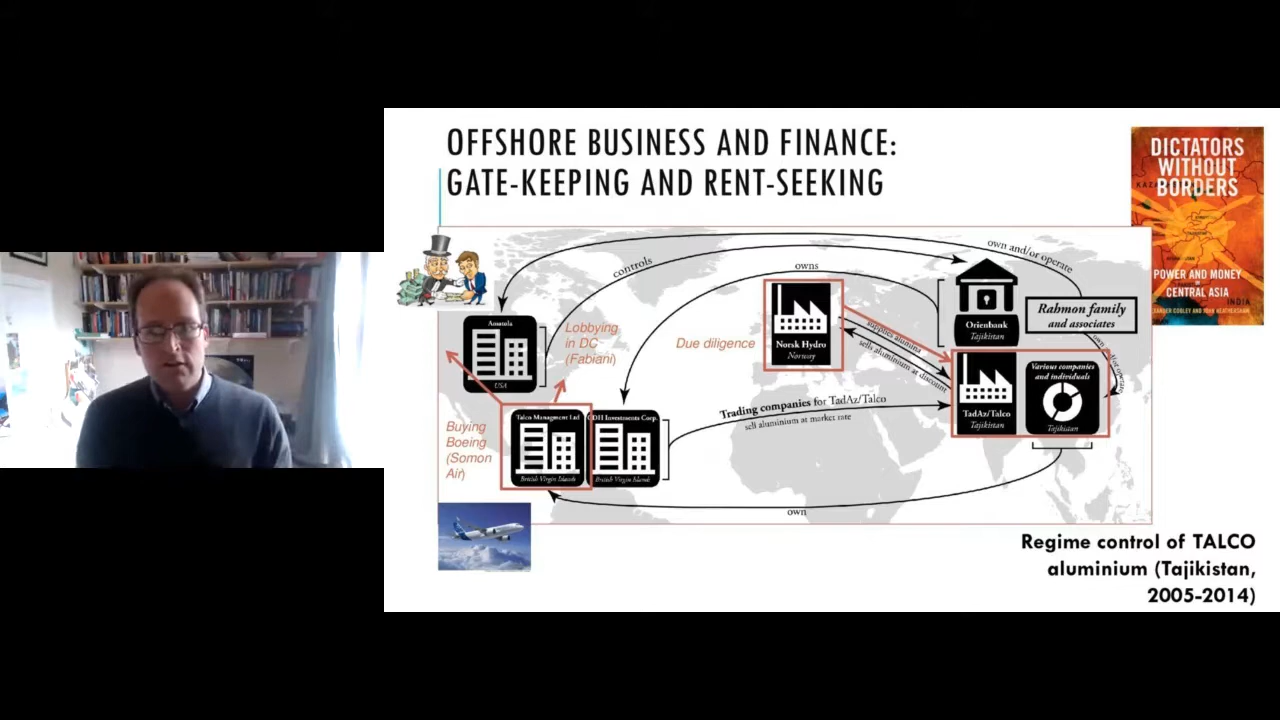 OFFSHORE BUSINESS AND FINANCE:
GATE-KEEPING AND RENT-SEEKING
DICTATORS
WITHOUT
BORDERS
POWER AND MONEY
IN
CENTRAL ASIA
INDIA
own and/or operate
controls
owns
Orienbank
Tajikistan
Rahmon family
and associates
Lobbying
in DC
(Fabiani)
USA
Due diligence
Norsk Hydro
Norway
supplies alumina
sells aluminium at discount
Various companies
and individuals
Tajikistan
TadAz/Talco
Tajikistan
Trading companies for TadAz/Talco
sell aluminium at market rate
Talco Managment Ltd
British Virgin Islands
CDH Investments Corp.
British Virgin Islands
Buying
Boeing
(Somon
Air)
own
Regime control of TALCO
aluminium (Tajikistan,
2005-2014)